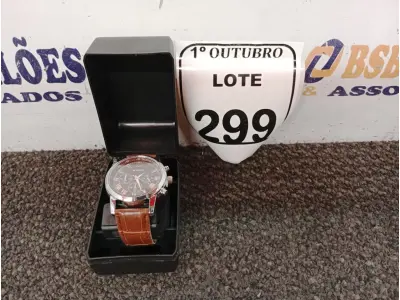 LÕES
ADOS
1º OUTUBRO
LOTE
299
BSB
& ASSO